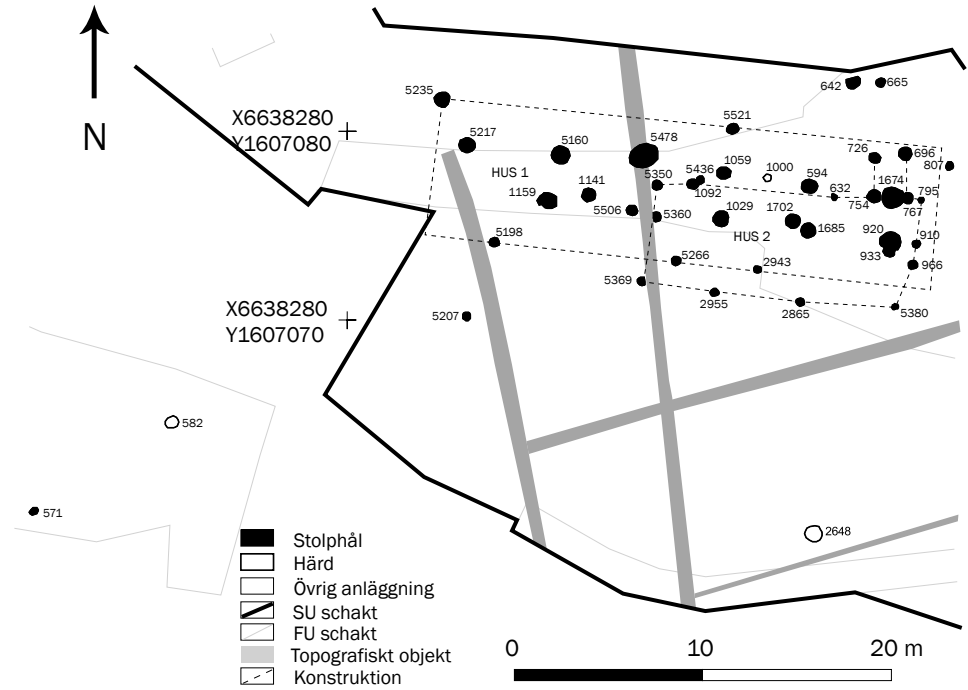 642
665
5235
X6638280
Y1607080
5521
5217
5160
5478
726
696
807
HUS 1
5350
5436
1059
1000
594
1674
795
1159
1141
1092
632
754
767
5506
5360
1029
1702
1685
920
910
HUS 2
933
5198
5266
2943
966
5369
2955
2865
5380
N
X6638280
Y1607070
5207
582
571
2648
Stolphål
Härd
Övrig anläggning
SU schakt
FU schakt
Topografiskt objekt
Konstruktion
0 10 20 m